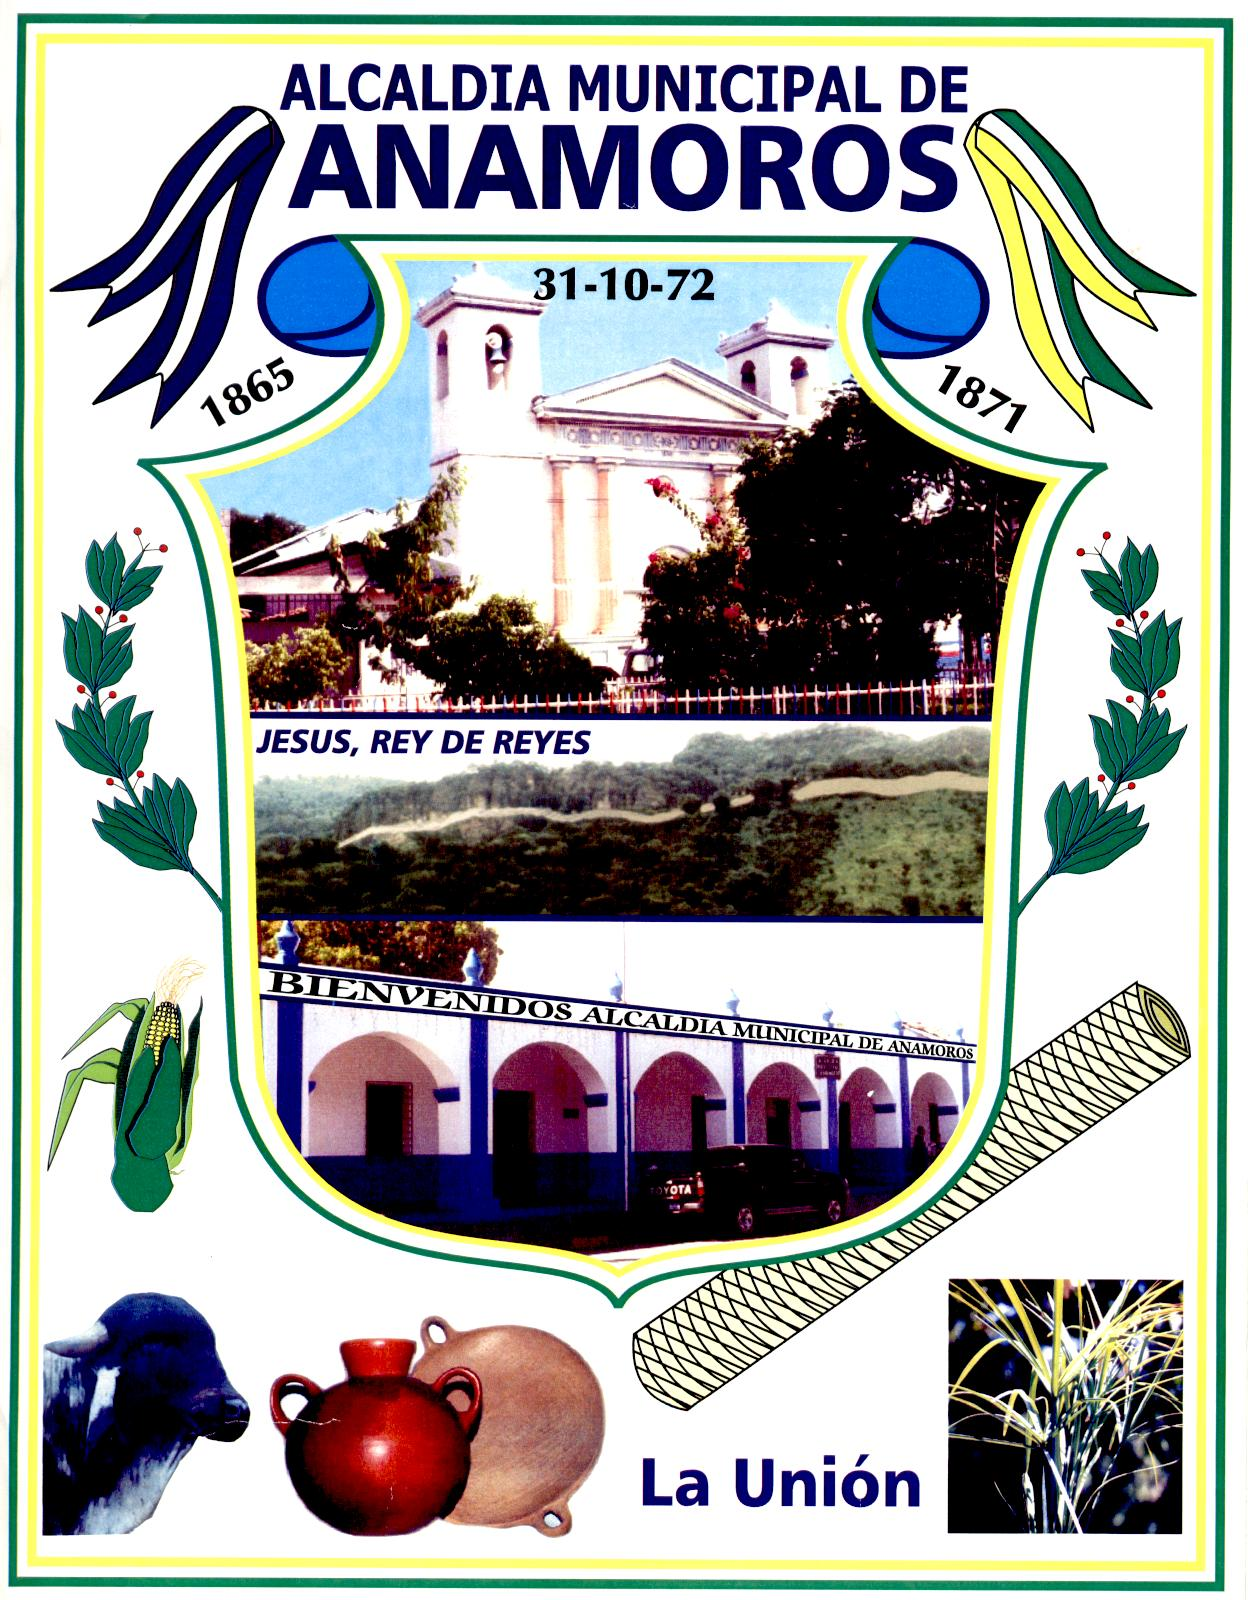 ALCALDIA MUNICIPAL DE
ANAMOROS
31-10-72
1865
1871
JESUS, REY DE REYES
BIENVENIDOS ALCALDIA MUNICIPAL DE ANAMOROS
TOYOTA
La Unión